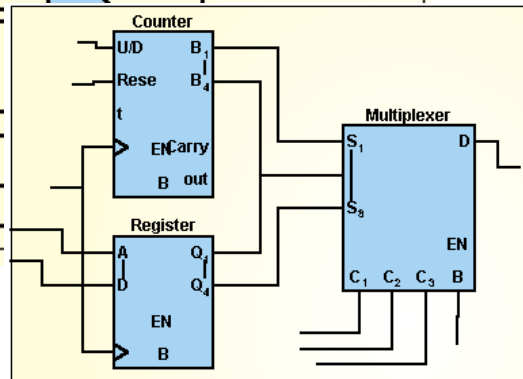 Counter
U/D B1
Rese B4
t
EN Carry
B out
Multiplexer
S1 D
S8
EN
C1 C2 C3 B
Register
A Q1
D Q4
EN
B